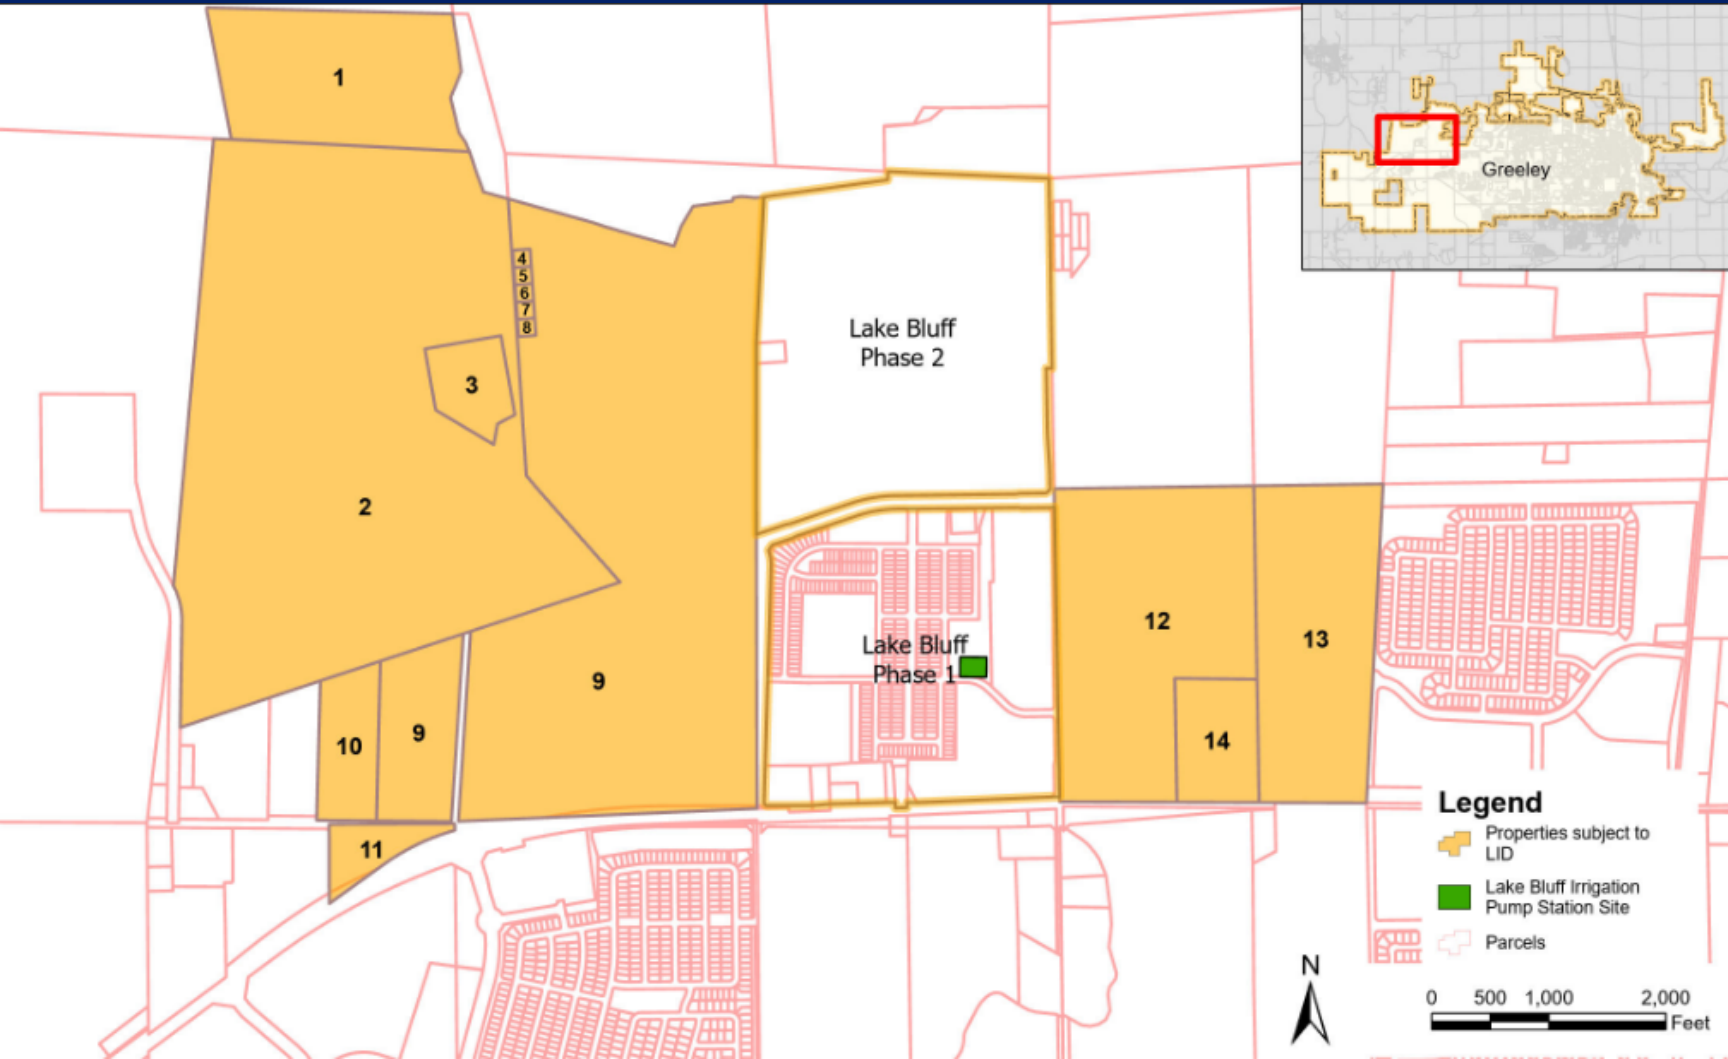 1
Greeley
4
5
6
7
8
Lake Bluff
Phase 2
3
2
12
13
Lake Bluff
Phase 1
9
10
9
14
11
Legend
Properties subject to
LID
Lake Bluff Irrigation
Pump Station Site
Parcels
N
0 500 1,000 2,000
Feet